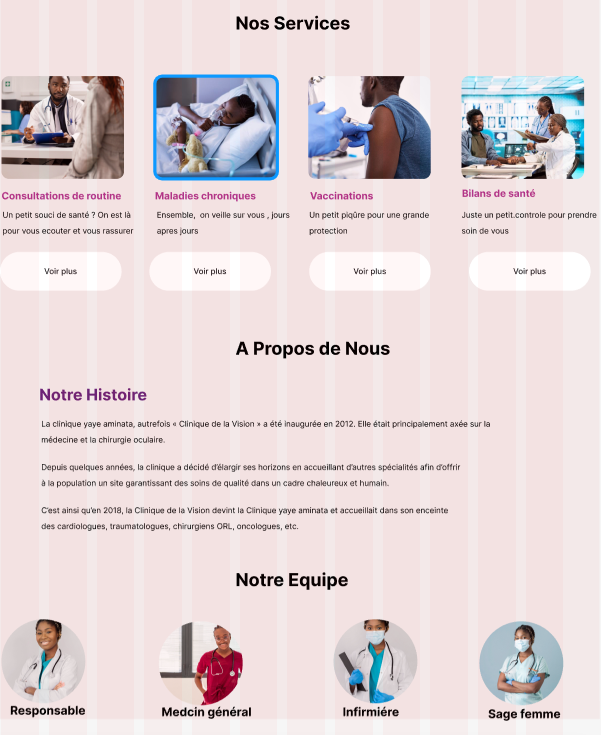 Nos Services
Consultations de routine
Un petit souci de santé ? On est là
pour vous ecouter et vous rassurer
Voir plus
Maladies chroniques
Ensemble, on veille sur vous , jours
apres jours
Voir plus
Vaccinations
Un petit piqûre pour une grande
protection
Voir plus
Bilans de santé
Juste un petit.controle pour prendre
soin de vous
Voir plus
A Propos de Nous
Notre Histoire
La clinique yaye aminata, autrefois « Clinique de la Vision » a été inaugurée en 2012. Elle était principalement axée sur la
médecine et la chirurgie oculaire.
Depuis quelques années, la clinique a décidé d'élargir ses horizons en accueillant d'autres spécialités afin d'offrir
à la population un site garantissant des soins de qualité dans un cadre chaleureux et humain.
C'est ainsi qu'en 2018, la Clinique de la Vision devint la Clinique yaye aminata et accueillait dans son enceinte
des cardiologues, traumatologues, chirurgiens ORL, oncologues, etc.
Notre Equipe
Responsable
Medcin général
Infirmiére
Sage femme